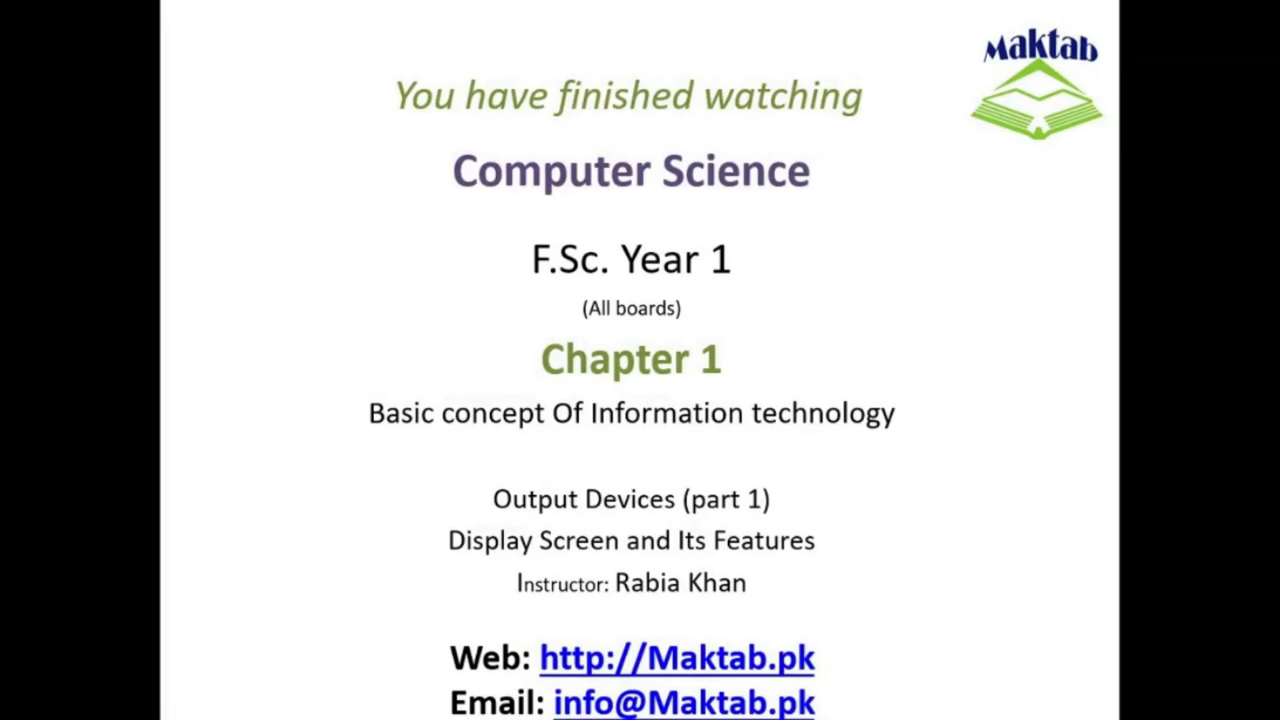 Maktab
You have finished watching
Computer Science
F.Sc. Year 1
(All boards)
Chapter 1
Basic concept Of Information technology
Output Devices (part 1)
Display Screen and Its Features
Instructor: Rabia Khan
Web: http://Maktab.pk
Email: info@Maktab.pk